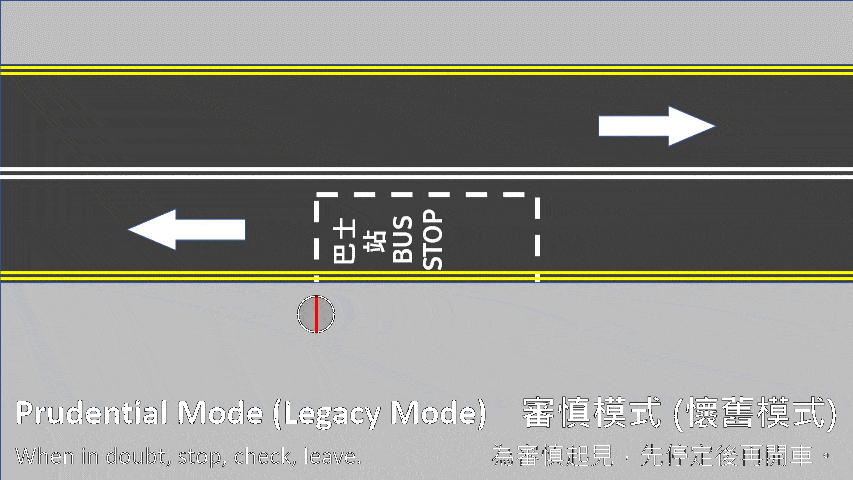 巴士
站
BUS
STOP
Prudential Mode (Legacy Mode) 審慎模式 (懷舊模式)
When in doubt, stop, check, leave. 為審慎起見，先停定後再開車。